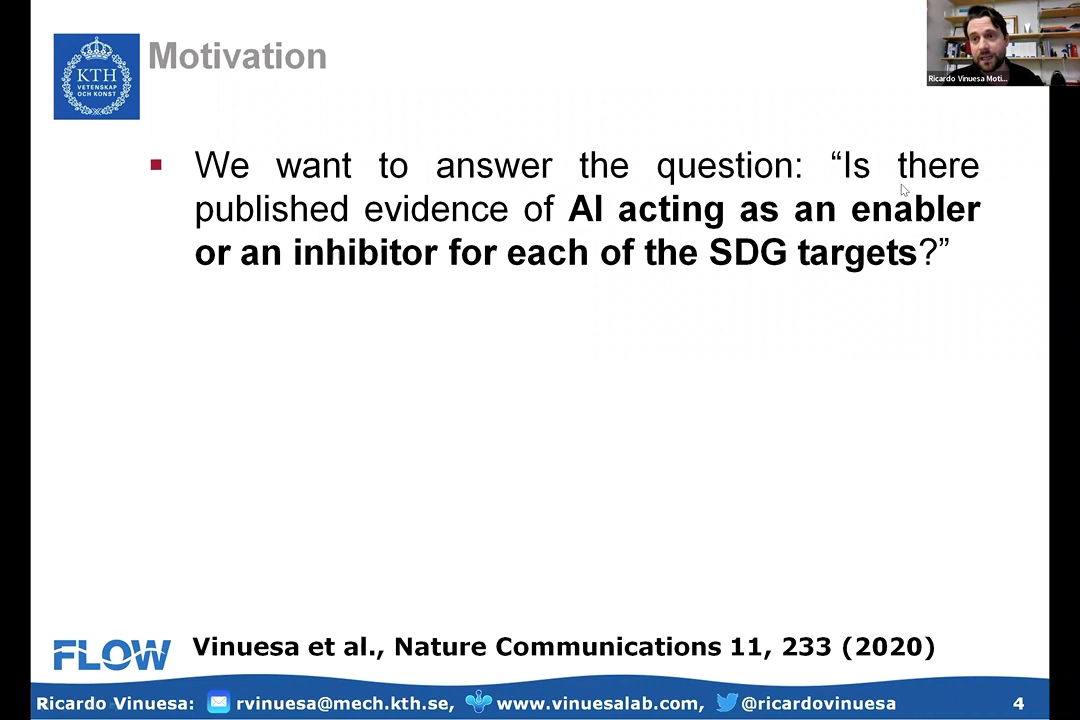 Ricardo Vinuesa Moti...
KTH
VETENSKAP
OCH KONST
Motivation
We want to answer the question: “Is there
published evidence of AI acting as an enabler
or an inhibitor for each of the SDG targets?”
FLOW
Vinuesa et al., Nature Communications 11, 233 (2020)
Ricardo Vinuesa: rvinuesa@mech.kth.se, www.vinuesalab.com, @ricardovinuesa 4